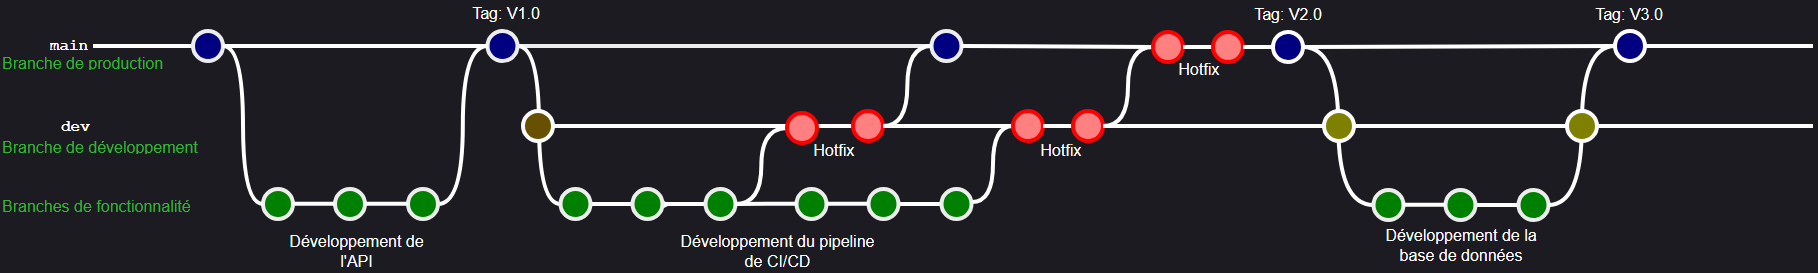 Tag: V1.0
Tag: V2.0
Tag: V3.0
main
Branche de production
Hotfix
dev
Branche de développement
Hotfix
Hotfix
Branches de fonctionnalité
Développement de
l'API
Développement du pipeline
de CI/CD
Développement de la
base de données